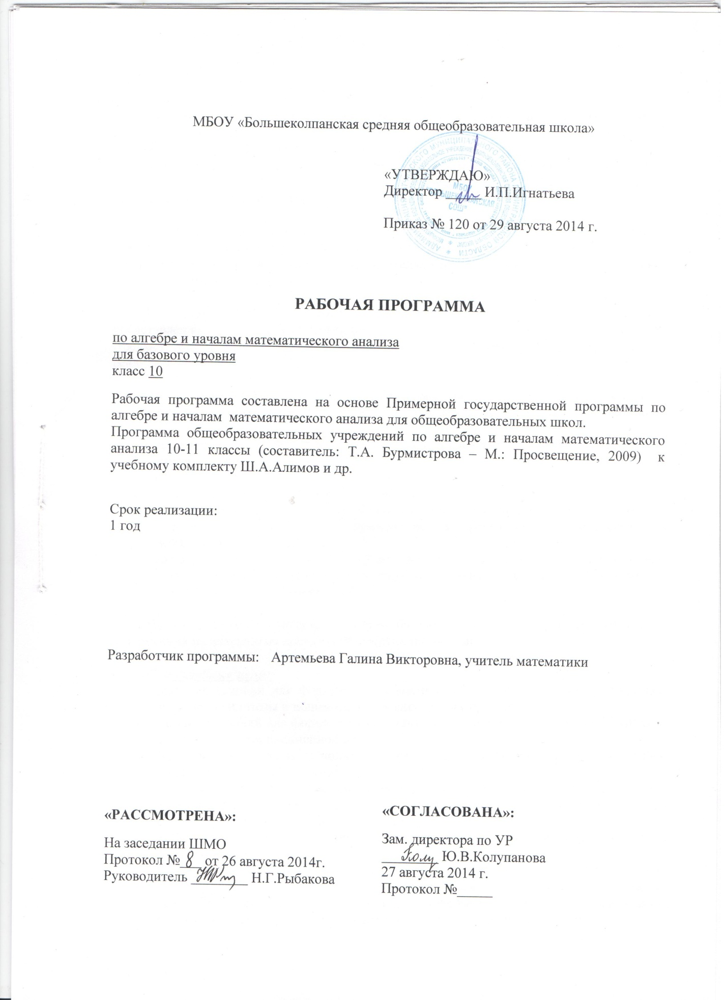 МБОУ «Большеколпанская средняя общеобразовательная школа»
«УТВЕРЖДАЮ»
Директор _____ И.П.Игнатьева
МБОУ
"БОЛЬШЕКОЛПАНСКАЯ
СОШ"
Приказ № 120 от 29 августа 2014 г.
РАБОЧАЯ ПРОГРАММА
по алгебре и началам математического анализа
для базового уровня
класс 10
Рабочая программа составлена на основе Примерной государственной программы по
алгебре и началам математического анализа для общеобразовательных школ.
Программа общеобразовательных учреждений по алгебре и началам математического
анализа 10-11 классы (составитель: Т.А. Бурмистрова – М.: Просвещение, 2009) к
учебному комплекту Ш.А.Алимов и др.
Срок реализации:
1 год
Разработчик программы: Артемьева Галина Викторовна, учитель математики
«РАССМОТРЕНА»:
На заседании ШМО
Протокол № 8 от 26 августа 2014г.
Руководитель ________ Н.Г.Рыбакова
«СОГЛАСОВАНА»:
Зам. директора по УР
________ Ю.В.Колупанова
27 августа 2014 г.
Протокол №_____